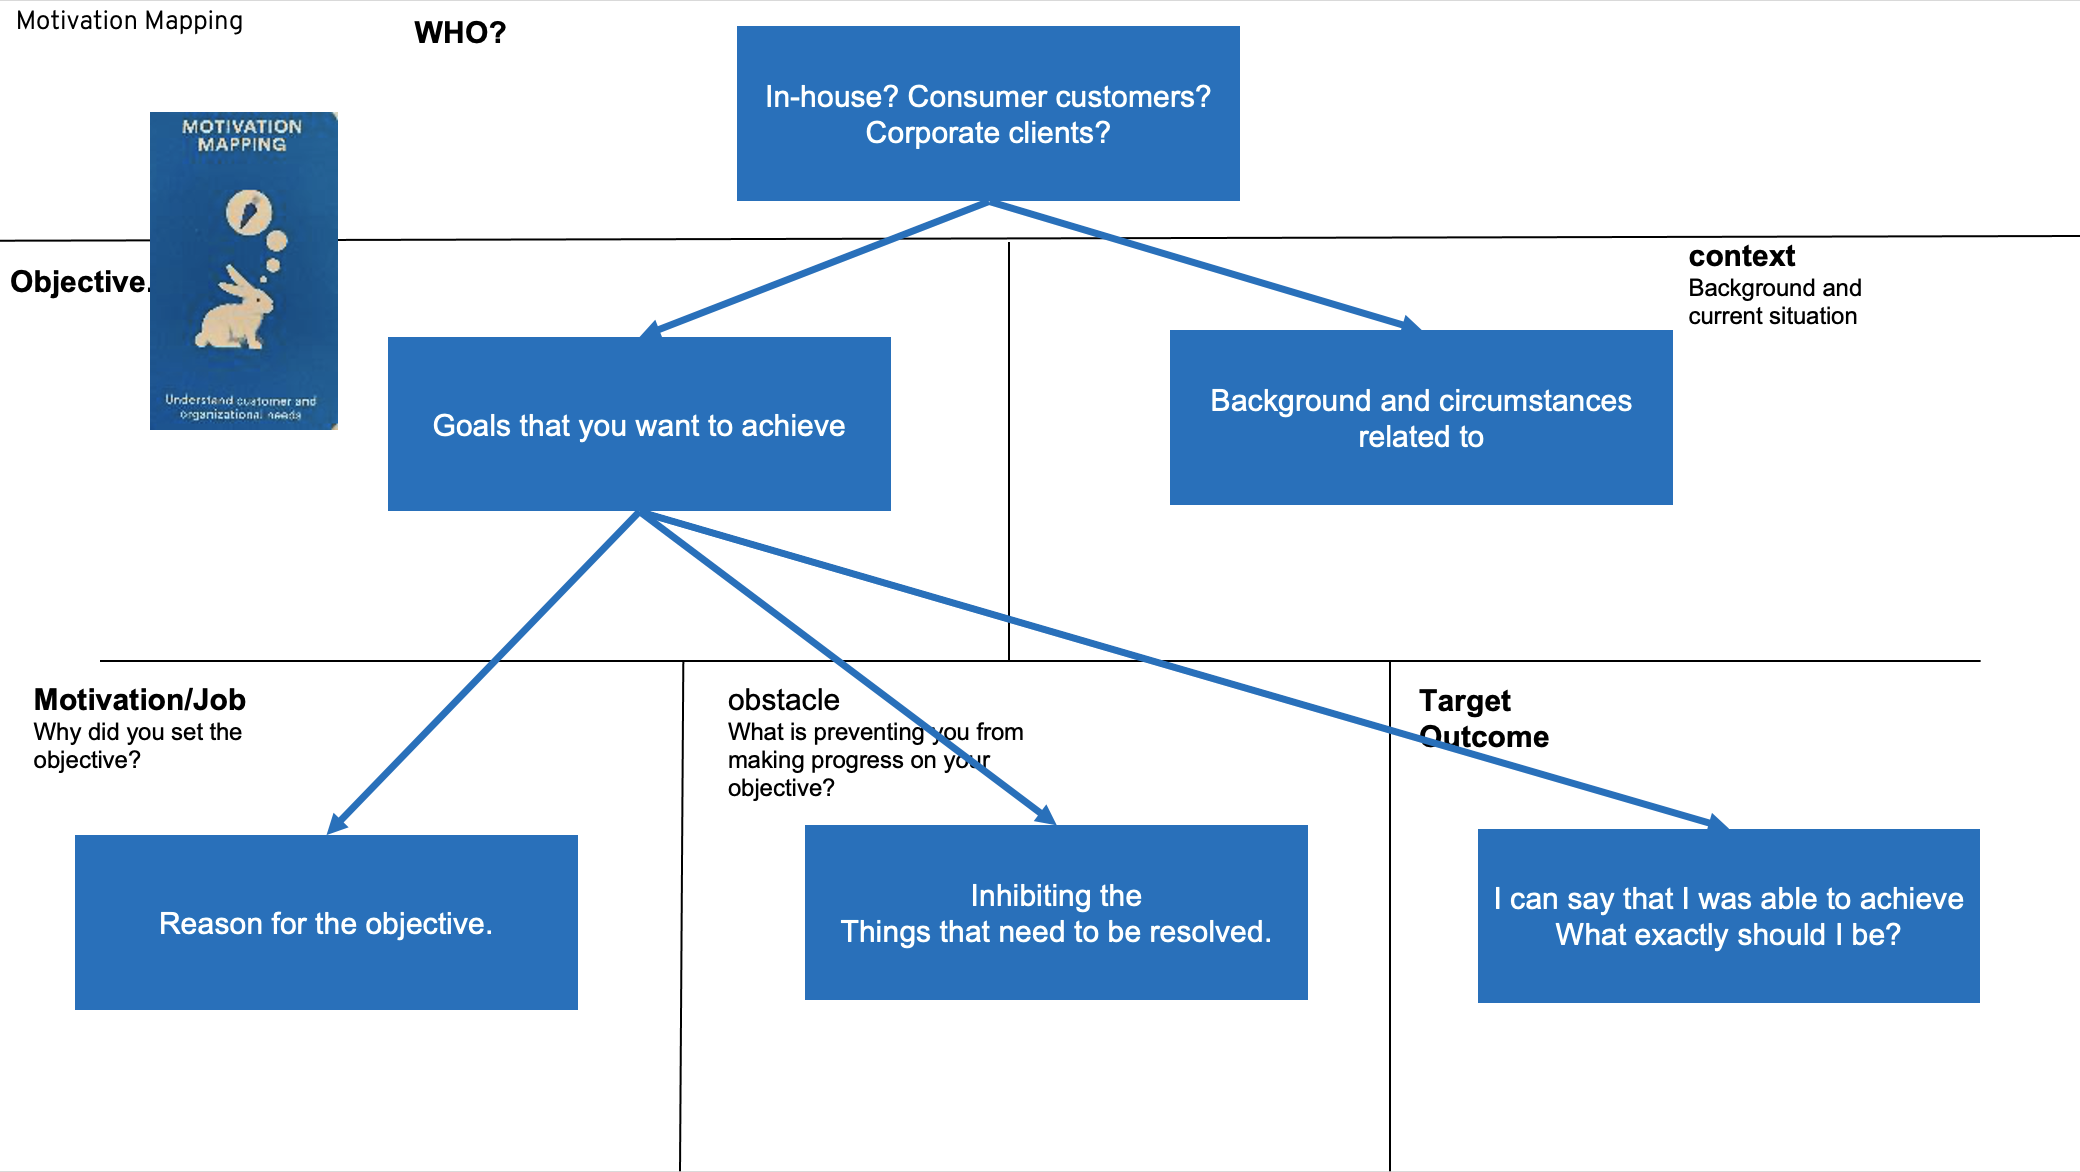 Motivation Mapping
WHO?
In-house? Consumer customers?
Corporate clients?
MOTIVATION
MAPPING
Understand customer and
organizational needs
Objective.
Goals that you want to achieve
context
Background and
current situation
Background and circumstances
related to
Motivation/Job
Why did you set the
objective?
Reason for the objective.
obstacle
What is preventing you from
making progress on your
objective?
Inhibiting the
Things that need to be resolved.
Target
Outcome
I can say that I was able to achieve
What exactly should I be?